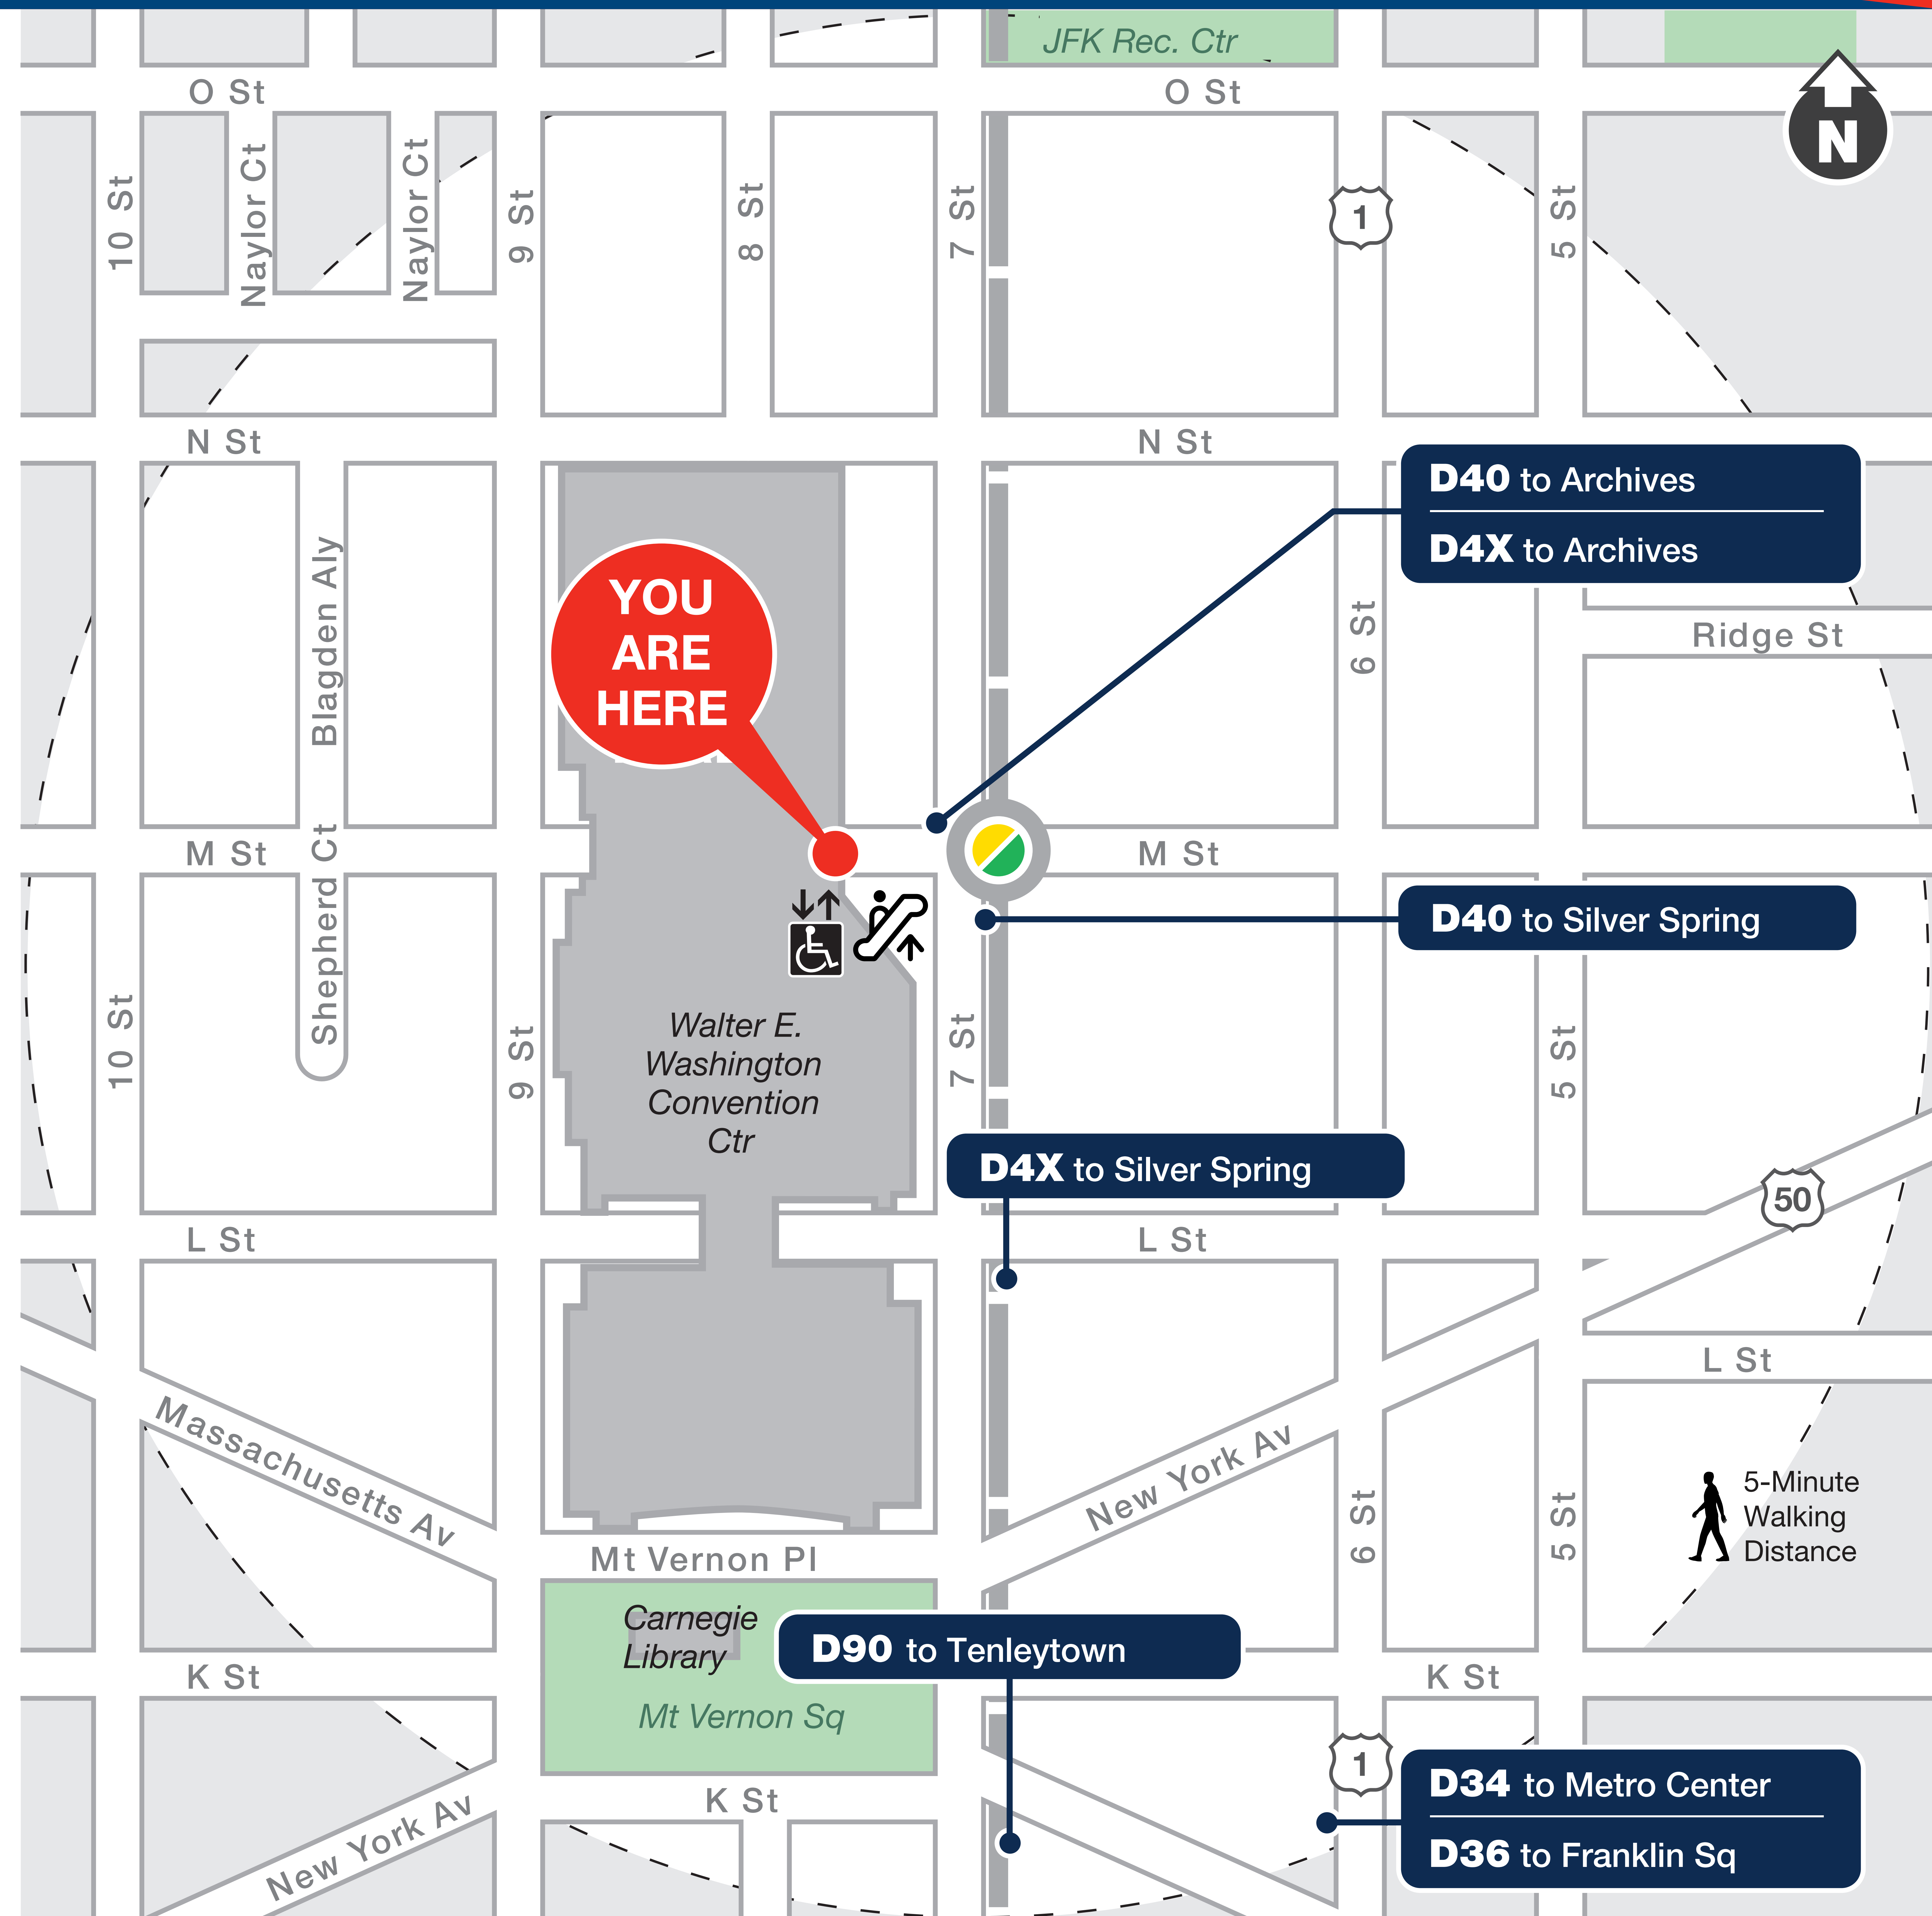 JFK Rec. Ctr
O St
O St
N
10 St
Naylor Ct
Naylor Ct
9 St
8 St
7 St
1
5 St
N St
N St
D40 to Archives
D4X to Archives
YOU
ARE
HERE
Blagden Aly
6 St
Ridge St
M St
M St
Shepherd Ct
D40 to Silver Spring
10 St
9 St
Walter E.
Washington
Convention
Ctr
7 St
5 St
D4X to Silver Spring
50
L St
L St
L St
Massachusetts Av
New York Av
6 St
5 St
5-Minute
Walking
Distance
Mt Vernon Pl
Carnegie
Library
D90 to Tenleytown
K St
K St
Mt Vernon Sq
1
D34 to Metro Center
D36 to Franklin Sq
K St
New York Av